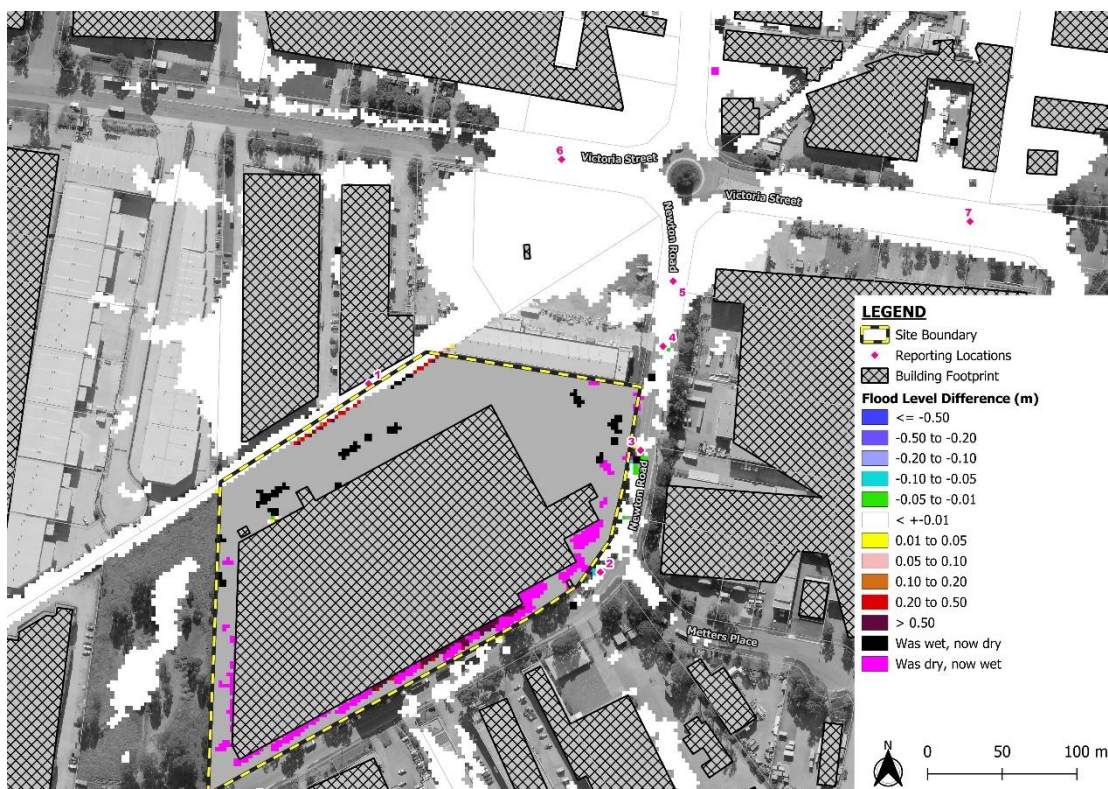 6
Victoria Street
Victoria Street
7
Newton Road
5
4
1
3
Newton Road
2
Metters Place
LEGEND
Site Boundary
Reporting Locations
Building Footprint
Flood Level Difference (m)
<= -0.50
-0.50 to -0.20
-0.20 to -0.10
-0.10 to -0.05
-0.05 to -0.01
< +-0.01
0.01 to 0.05
0.05 to 0.10
0.10 to 0.20
0.20 to 0.50
> 0.50
Was wet, now dry
Was dry, now wet
N
0 50 100 m